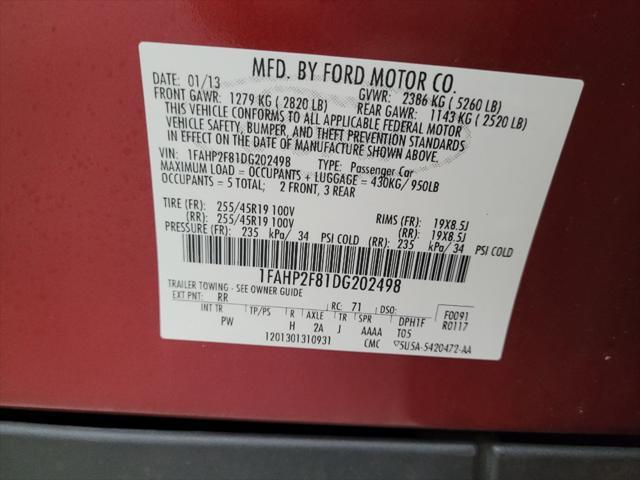 MFD. BY FORD MOTOR CO.
DATE: 01/13 GVWR: 2386 KG ( 5260 LB)
FRONT GAWR: 1279 KG ( 2820 LB) REAR GAWR: 1143 KG ( 2520 LB)
THIS VEHICLE CONFORMS TO ALL APPLICABLE FEDERAL MOTOR
VEHICLE SAFETY, BUMPER, AND THEFT PREVENTION STANDARDS
IN EFFECT ON THE DATE OF MANUFACTURE SHOWN ABOVE.
VIN: 1FAHP2F81DG202498 TYPE: Passenger Car
MAXIMUM LOAD = OCCUPANTS + LUGGAGE = 430KG/ 950LB
OCCUPANTS = 5 TOTAL; 2 FRONT, 3 REAR
TIRE (FR): 255/45R19 100V RIMS (FR): 19X8.5J
(RR): 255/45R19 100V (RR): 19X8.5J
PRESSURE (FR): 235 kPa/ 34 PSI COLD (RR): 235 kPa/ 34 PSI COLD
1FAHP2F81DG202498
TRAILER TOWING - SEE OWNER GUIDE
EXT PNT: RR RC: 71 DSO: F0091
INT TR TP/PS R AXLE TR SPR DPH1F R0117
PW H 2A J AAAA T05
1201301310931 CMC ▽5U5A-5420472-AA